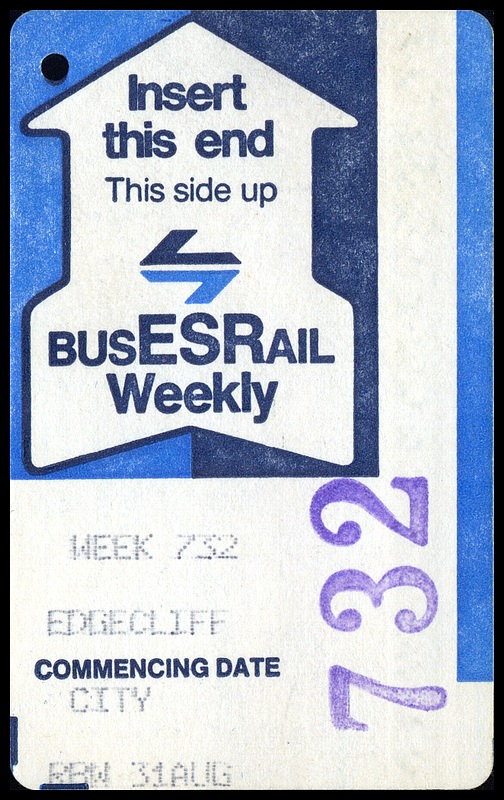 Insert
this end
This side up
BUSESRAIL
Weekly
WEEK 732
EDGECLIFF
COMMENCING DATE
CITY
31AUG
732